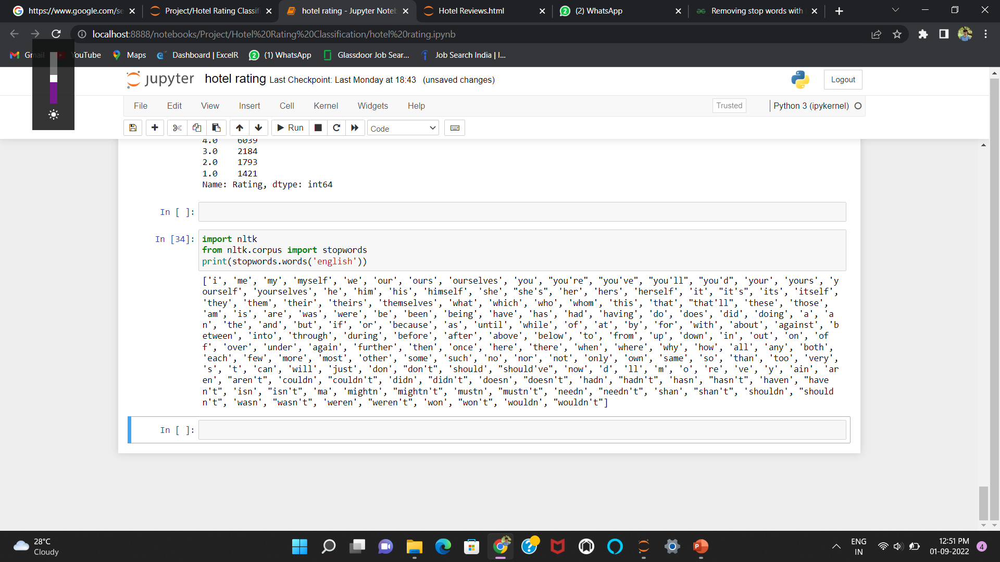 https://www.google.com/se
Project/Hotel Rating Classifi
hotel rating - Jupyter Noteb
Hotel Reviews.html
(2) WhatsApp
Removing stop words with
localhost:8888/notebooks/Project/Hotel%20Rating%20Classification/hotel%20rating.ipynb
Gmail
YouTube
Maps
Dashboard | ExcelR
(1) WhatsApp
Glassdoor Job Sear...
Job Search India | I...
jupyter hotel rating Last Checkpoint: Last Monday at 18:43 (unsaved changes)
Logout
File Edit View Insert Cell Kernel Widgets Help
Trusted
Python 3 (ipykernel)
Run
Code
4.0 6039
3.0 2184
2.0 1793
1.0 1421
Name: Rating, dtype: int64
In [ ]:
In [34]:
import nltk
from nltk.corpus import stopwords
print(stopwords.words('english'))
['i', 'me', 'my', 'myself', 'we', 'our', 'ours', 'ourselves', 'you', "you're", "you've", "you'll", "you'd", 'your', 'yours', 'y
ourself', 'yourselves', 'he', 'him', 'his', 'himself', 'she', "she's", 'her', 'hers', 'herself', 'it', "it's", 'its', 'itself',
'they', 'them', 'their', 'theirs', 'themselves', 'what', 'which', 'who', 'whom', 'this', 'that', "that'll", 'these', 'those',
'am', 'is', 'are', 'was', 'were', 'be', 'been', 'being', 'have', 'has', 'had', 'having', 'do', 'does', 'did', 'doing', 'a', 'a
n', 'the', 'and', 'but', 'if', 'or', 'because', 'as', 'until', 'while', 'of', 'at', 'by', 'for', 'with', 'about', 'against', 'b
etween', 'into', 'through', 'during', 'before', 'after', 'above', 'below', 'to', 'from', 'up', 'down', 'in', 'out', 'on', 'of
f', 'over', 'under', 'again', 'further', 'then', 'once', 'here', 'there', 'when', 'where', 'why', 'how', 'all', 'any', 'both',
'each', 'few', 'more', 'most', 'other', 'some', 'such', 'no', 'nor', 'not', 'only', 'own', 'same', 'so', 'than', 'too', 'very',
's', 't', 'can', 'will', 'just', 'don', "don't", 'should', "should've", 'now', 'd', 'll', 'm', 'o', 're', 've', 'y', 'ain', 'ar
en', "aren't", 'couldn', "couldn't", 'didn', "didn't", 'doesn', "doesn't", 'hadn', "hadn't", 'hasn', "hasn't", 'haven', "have
n't", 'isn', "isn't", 'ma', 'mightn', "mightn't", 'mustn', "mustn't", 'needn', "needn't", 'shan', "shan't", 'shouldn', "should
n't", 'wasn', "wasn't", 'weren', "weren't", 'won', "won't", 'wouldn', "wouldn't"]
In [ ]:
28°C
Cloudy
ENG
IN
12:51 PM
01-09-2022
4